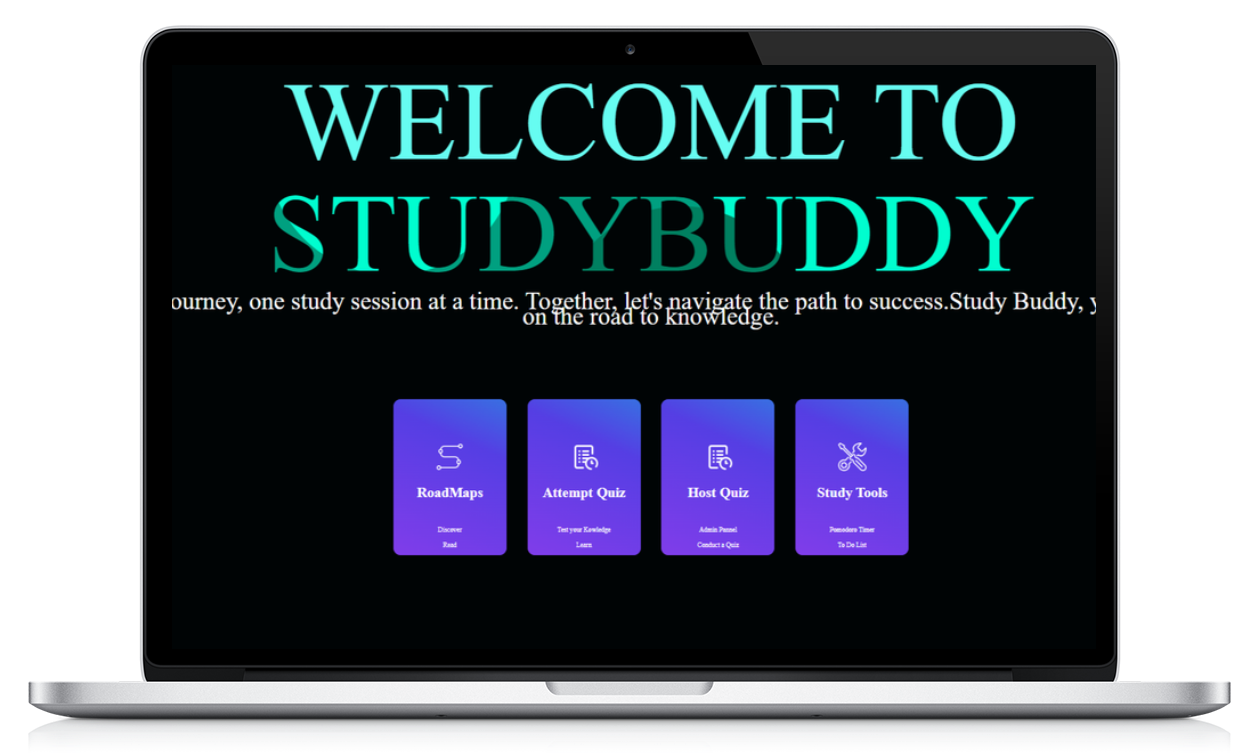 WELCOME TO
STUDYBUDDY
ourney, one study session at a time. Together, let's navigate the path to success.Study Buddy, y
on the road to knowledge.
RoadMaps
Discover
Read
Attempt Quiz
Test your Knwledge
Learn
Host Quiz
Admin Pannel
Conduct a Quiz
Study Tools
Pomodoro Timer
To Do List